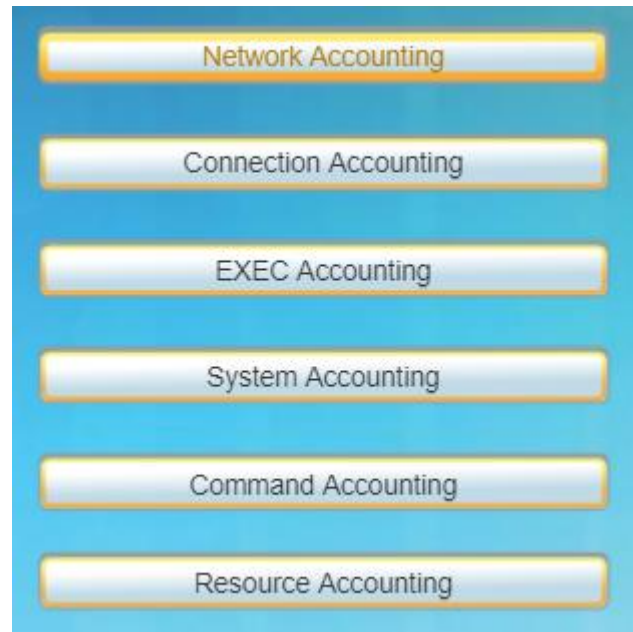 Network Accounting
Connection Accounting
EXEC Accounting
System Accounting
Command Accounting
Resource Accounting